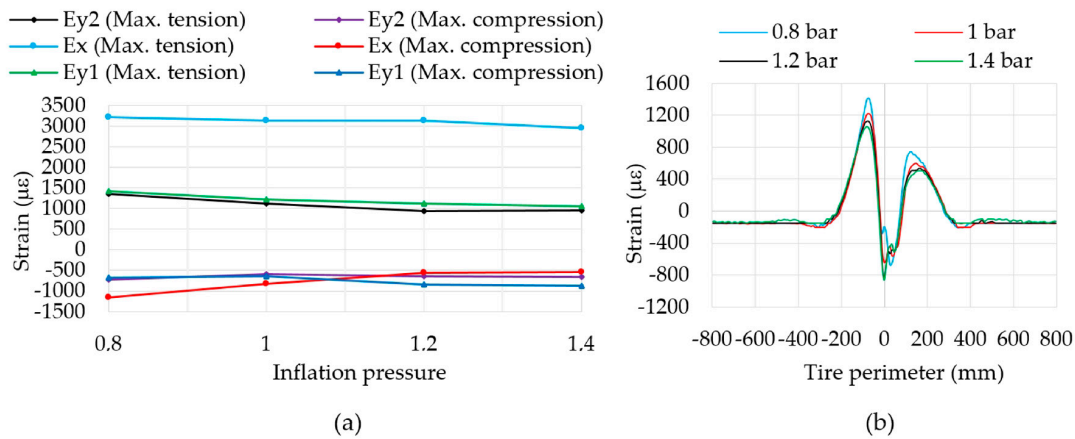 Ey2 (Max. tension) Ey2 (Max. compression)
Ex (Max. tension) Ex (Max. compression)
Ey1 (Max. tension) Ey1 (Max. compression)
3500
3000
2500
2000
1500
1000
500
0
-500
-1000
-1500
Strain (με)
0.8 1 1.2 1.4
Inflation pressure
(a)
0.8 bar 1 bar
1.2 bar 1.4 bar
1600
1200
800
400
0
-400
-800
-1200
Strain (με)
-800 -600 -400 -200 0 200 400 600 800
Tire perimeter (mm)
(b)